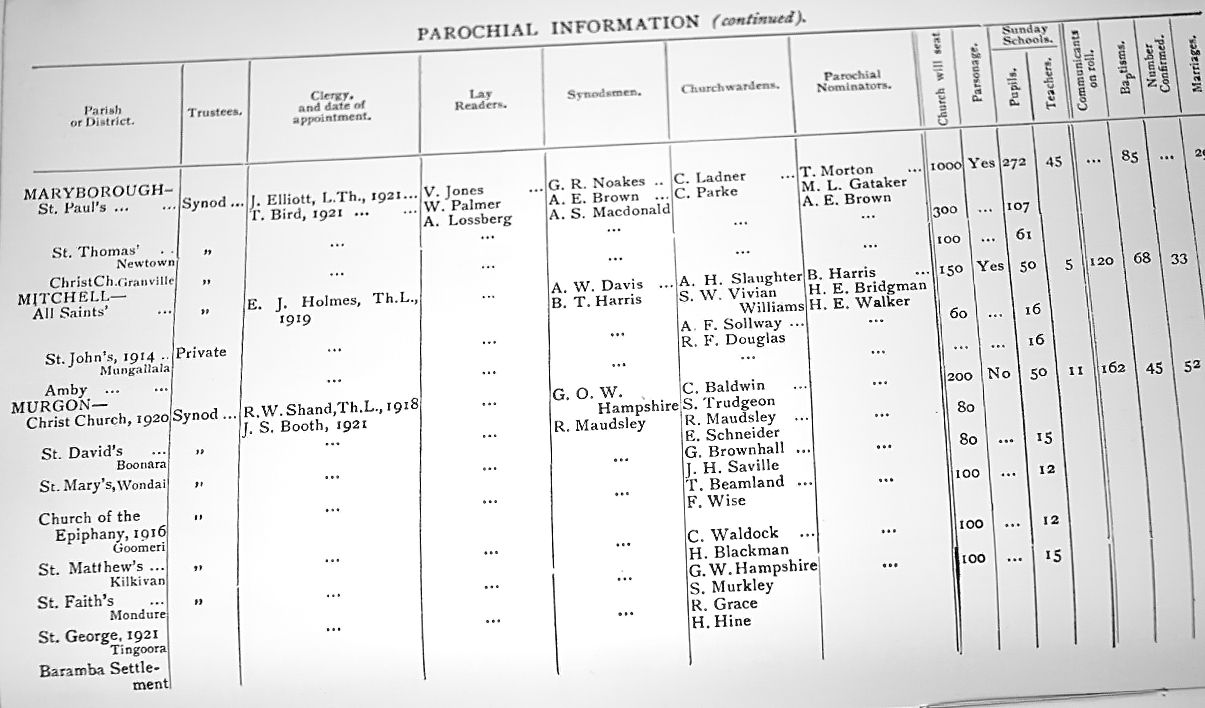 PAROCHIAL INFORMATION (continued).
Parish or District. Trustees. Clergy, and date of appointment. Lay Readers. Synodsmen. Churchwardens. Parochial Nominators. Church will seat Parsonage. Sunday Schools. Pupils. Teachers. Communicants on roll. Baptisms. Number Confirmed. Marriages.
MARYBOROUGH—
St. Paul's ... ... Synod ... J. Elliott, L.Th., 1921... V. Jones ... G. R. Noakes .. C. Ladner ... T. Morton ... 1000 Yes 272 45 ... 85 ...
T. Bird, 1921 ... ... W. Palmer A. E. Brown ... C. Parke M. L. Gataker
A. Lossberg A. S. Macdonald A. E. Brown
St. Thomas' .. „ ... ... ... ... ... 300 ... 107
Newtown
Christ Ch. Granville „ ... ... ... ... ... 100 ... 61
MITCHELL—
All Saints' ... „ E. J. Holmes, Th.L., ... A. W. Davis ... A. H. Slaughter B. Harris ... 150 Yes 50 5 120 68 33
1919 B. T. Harris S. W. Vivian H. E. Bridgman
Williams H. E. Walker
St. John's, 1914 .. Private ... ... ... A. F. Sollway ... ... 60 ... 16
Mungallala R. F. Douglas
Amby ... ... ... ... ... ... ... ... ... 16
MURGON—
Christ Church, 1920 Synod ... R.W. Shand, Th.L., 1918 ... G. O. W. C. Baldwin ... ... 200 No 50 11 162 45 52
J. S. Booth, 1921 Hampshire S. Trudgeon
R. Maudsley R. Maudsley ... ... 80
St. David's ... „ ... ... E. Schneider
Boonara
St. Mary's, Wondai „ ... ... ... G. Brownhall ... ... 80 ... 15
J. H. Saville
Church of the „ ... ... ... T. Beamland ... ... 100 ... 12
Epiphany, 1916 F. Wise
Goomeri
St. Matthew's ... „ ... ... ... C. Waldock ... ... 100 ... 12
Kilkivan H. Blackman
St. Faith's ... „ ... ... ... G. W. Hampshire ... 100 ... 15
Mondure S. Murkley
St. George, 1921 ... ... ... R. Grace
Tingoora H. Hine
Baramba Settle-
ment